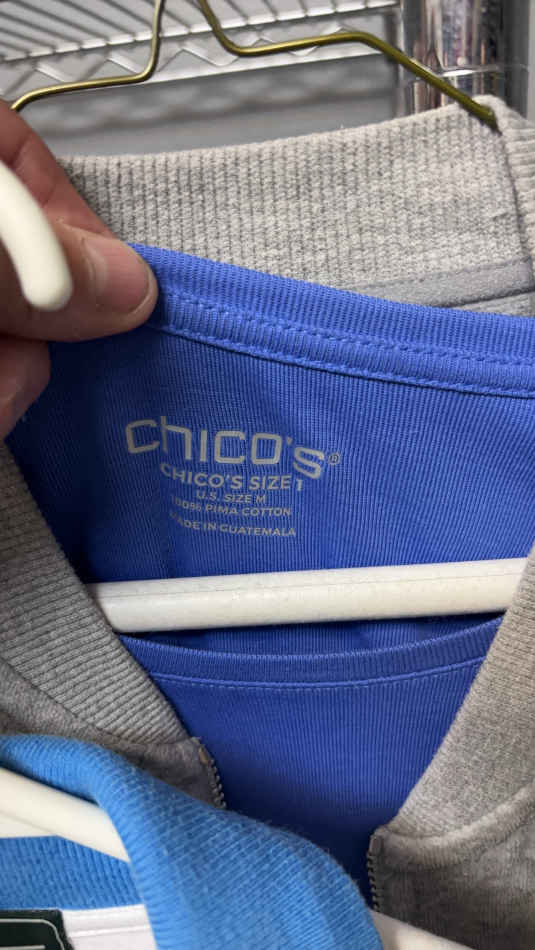 chico's®
CHICO'S SIZE 1
U.S. SIZE M
100% PIMA COTTON
MADE IN GUATEMALA